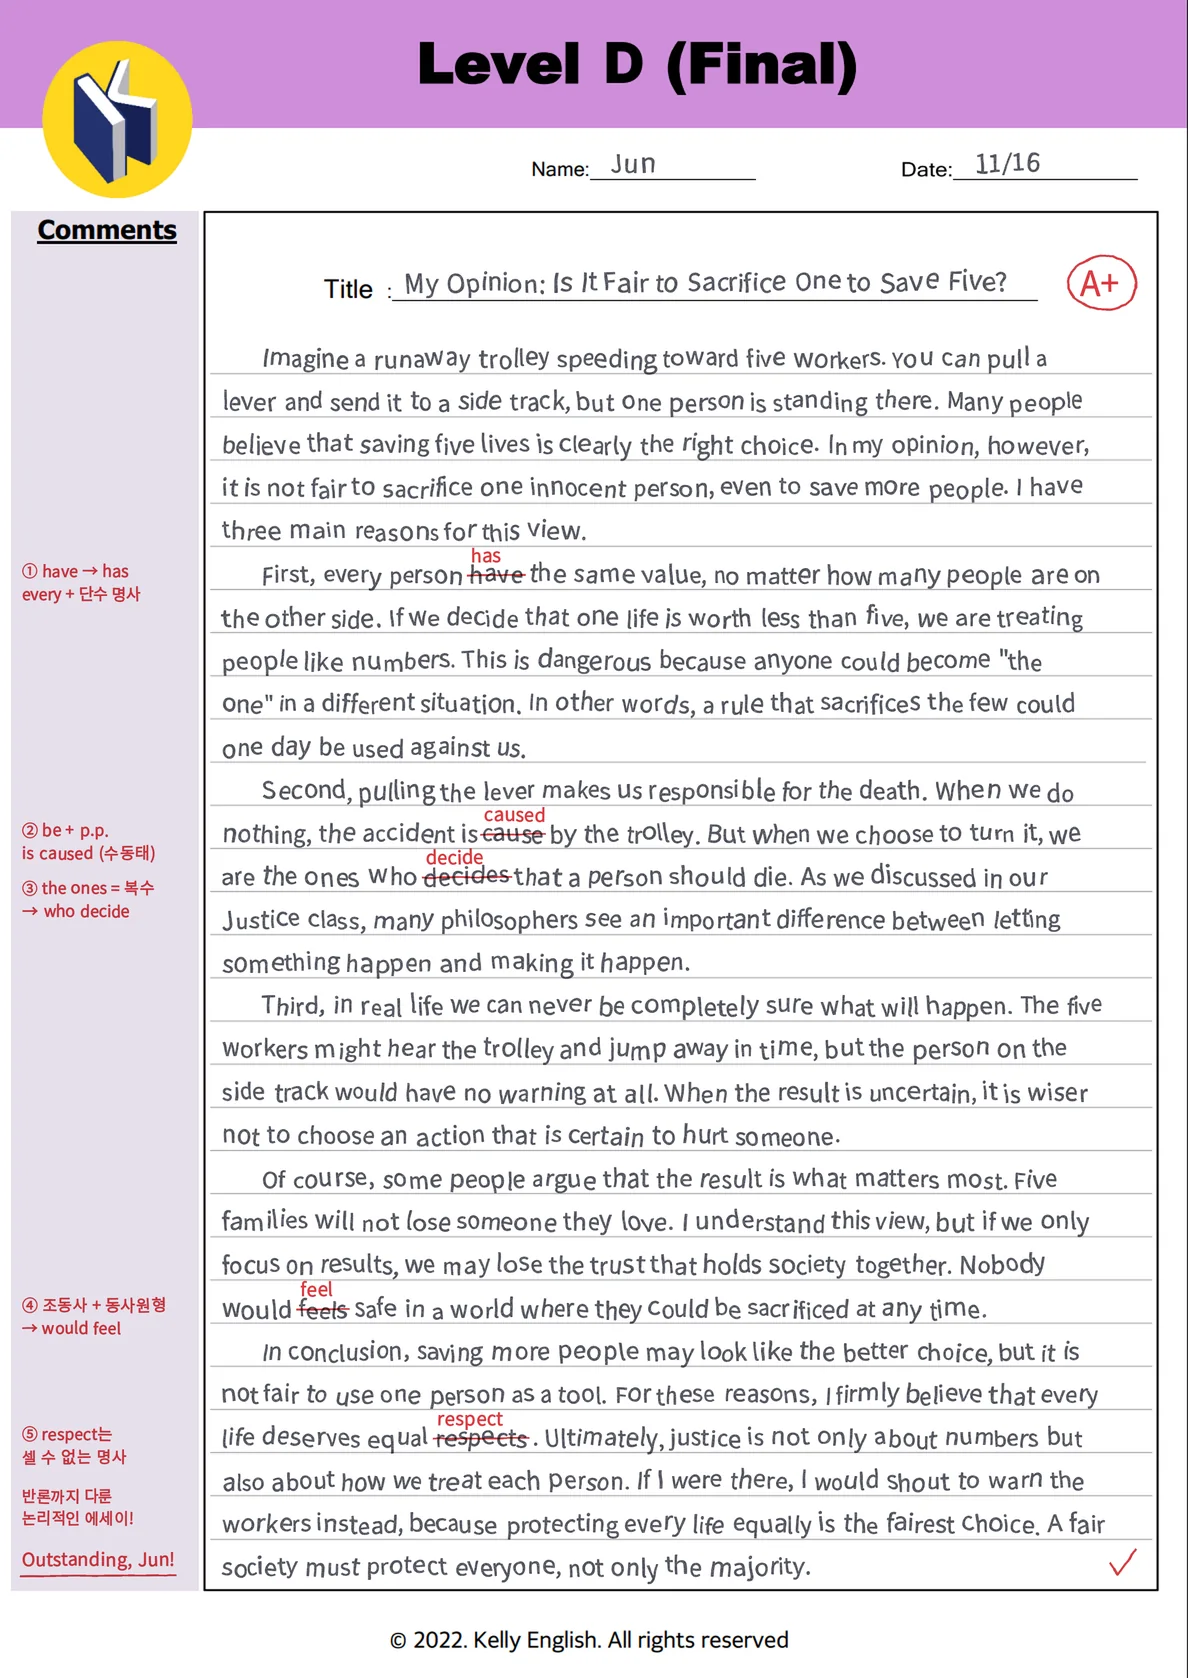 Level D (Final)
Name: Jun
Date: 11/16
Comments
Title : My Opinion: Is It Fair to Sacrifice One to Save Five?
A+
Imagine a runaway trolley speeding toward five workers. You can pull a
lever and send it to a side track, but one person is standing there. Many people
believe that saving five lives is clearly the right choice. In my opinion, however,
it is not fair to sacrifice one innocent person, even to save more people. I have
three main reasons for this view.
has
① have → has
every + 단수 명사
First, every person have the same value, no matter how many people are on
the other side. If we decide that one life is worth less than five, we are treating
people like numbers. This is dangerous because anyone could become "the
one" in a different situation. In other words, a rule that sacrifices the few could
one day be used against us.
Second, pulling the lever makes us responsible for the death. When we do
caused
② be + p.p.
is caused (수동태)
nothing, the accident is cause by the trolley. But when we choose to turn it, we
decide
③ the ones = 복수
→ who decide
are the ones who decides that a person should die. As we discussed in our
Justice class, many philosophers see an important difference between letting
something happen and making it happen.
Third, in real life we can never be completely sure what will happen. The five
workers might hear the trolley and jump away in time, but the person on the
side track would have no warning at all. When the result is uncertain, it is wiser
not to choose an action that is certain to hurt someone.
Of course, some people argue that the result is what matters most. Five
families will not lose someone they love. I understand this view, but if we only
focus on results, we may lose the trust that holds society together. Nobody
feel
④ 조동사 + 동사원형
→ would feel
would feels safe in a world where they could be sacrificed at any time.
In conclusion, saving more people may look like the better choice, but it is
not fair to use one person as a tool. For these reasons, I firmly believe that every
respect
⑤ respect는
셀 수 없는 명사
life deserves equal respects. Ultimately, justice is not only about numbers but
also about how we treat each person. If I were there, I would shout to warn the
반론까지 다룬
논리적인 에세이!
workers instead, because protecting every life equally is the fairest choice. A fair
Outstanding, Jun!
society must protect everyone, not only the majority.
© 2022. Kelly English. All rights reserved